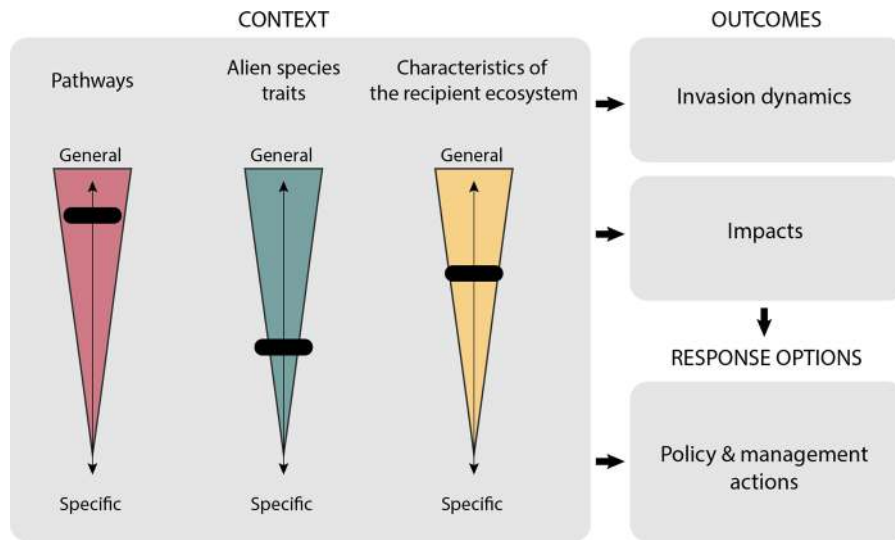 CONTEXT
Pathways
Alien species
traits
Characteristics of
the recipient ecosystem
General
General
General
Specific
Specific
Specific
OUTCOMES
Invasion dynamics
Impacts
RESPONSE OPTIONS
Policy & management
actions